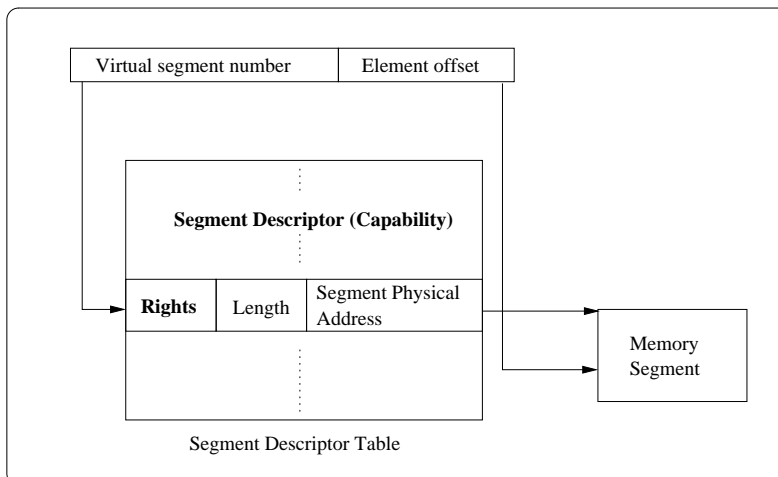 Virtual segment number
Element offset
Segment Descriptor (Capability)
Rights
Length
Segment Physical
Address
Memory
Segment
Segment Descriptor Table